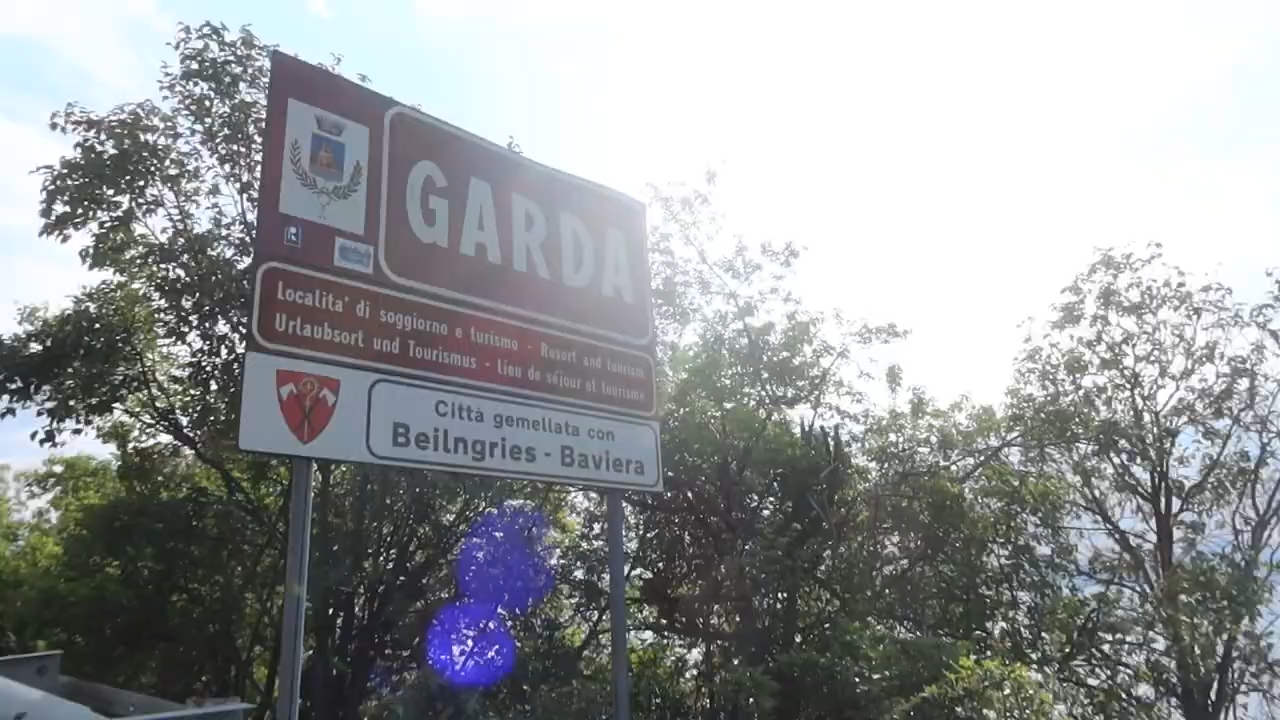 GARDA
Localita' di soggiorno e turismo - Resort and tourism
Urlaubsort und Tourismus - Lieu de séjour et tourisme
Città gemellata con
Beilngries - Baviera